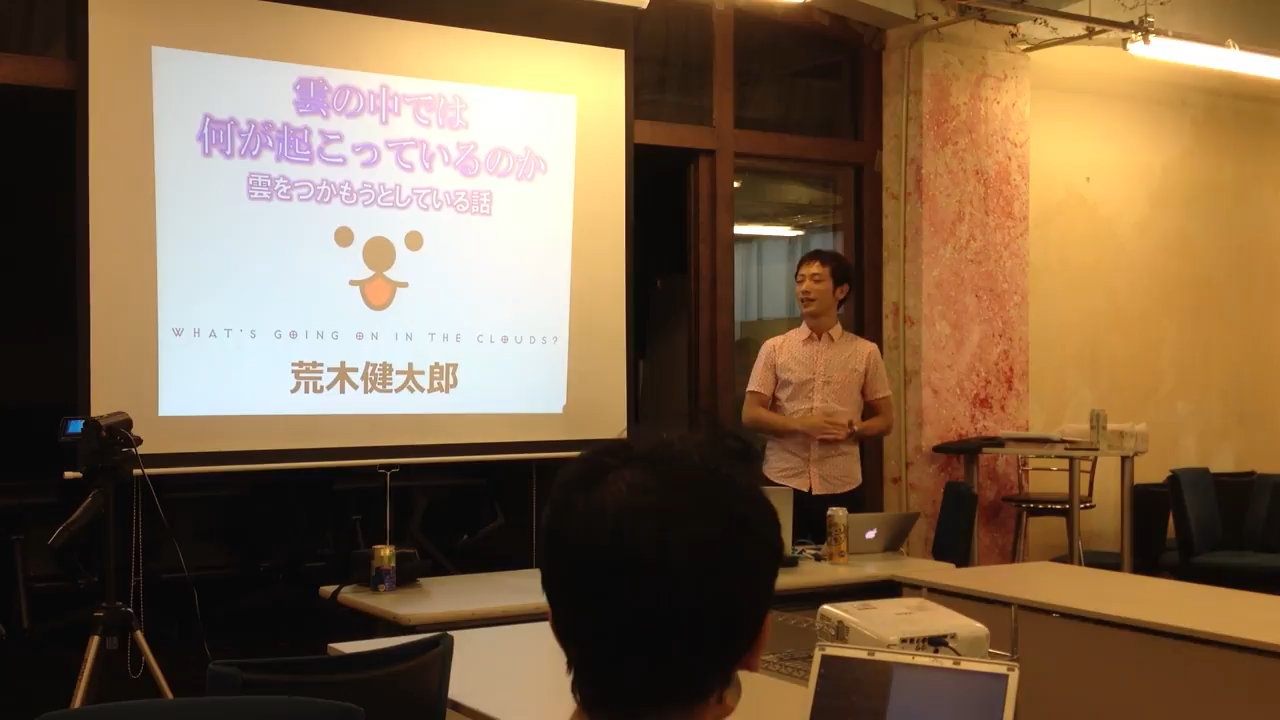 雲の中では
何が起こっているのか
雲をつかもうとしている話
WHAT'S GOING ON IN THE CLOUDS?
荒木健太郎